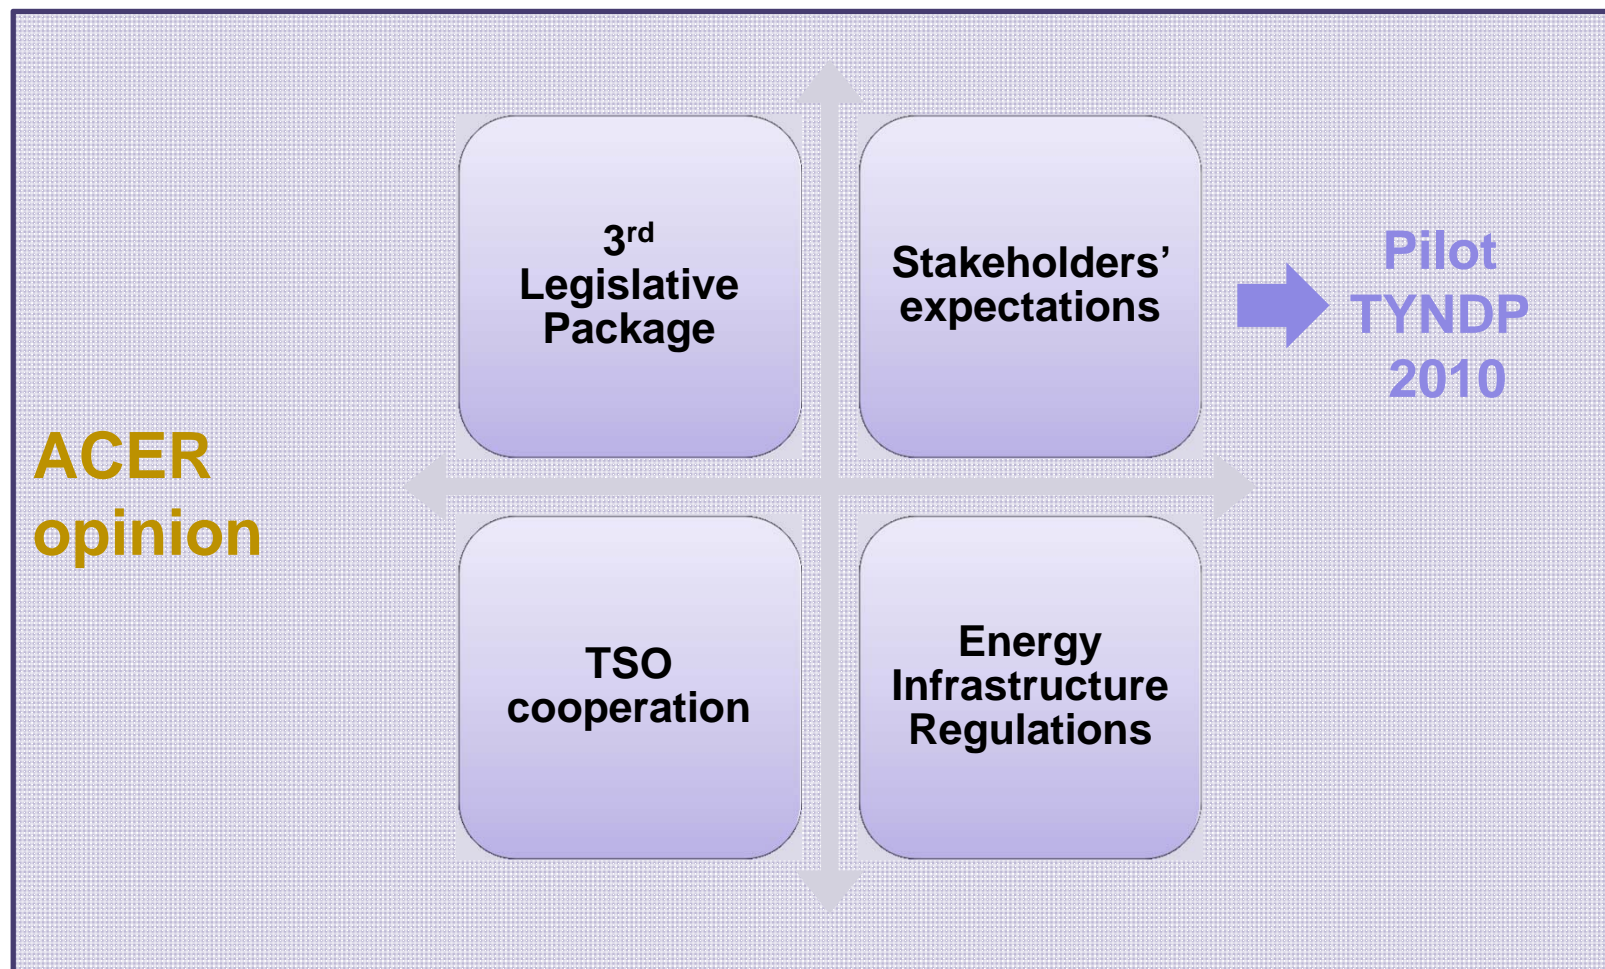 3rd
Legislative
Package
Stakeholders’
expectations
Pilot
TYNDP
2010
ACER
opinion
TSO
cooperation
Energy
Infrastructure
Regulations